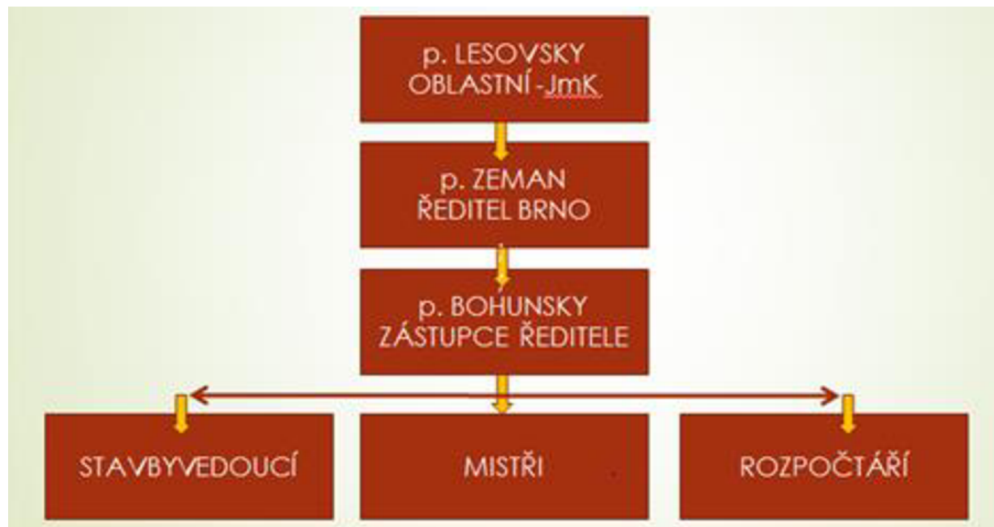 p. LESOVSKY
OBLASTNÍ -JmK
p. ZEMAN
ŘEDITEL BRNO
p. BOHUNSKY
ZÁSTUPCE ŘEDITELE
STAVBYVEDOUCÍ
MISTŘI
ROZPOČTÁŘÍ